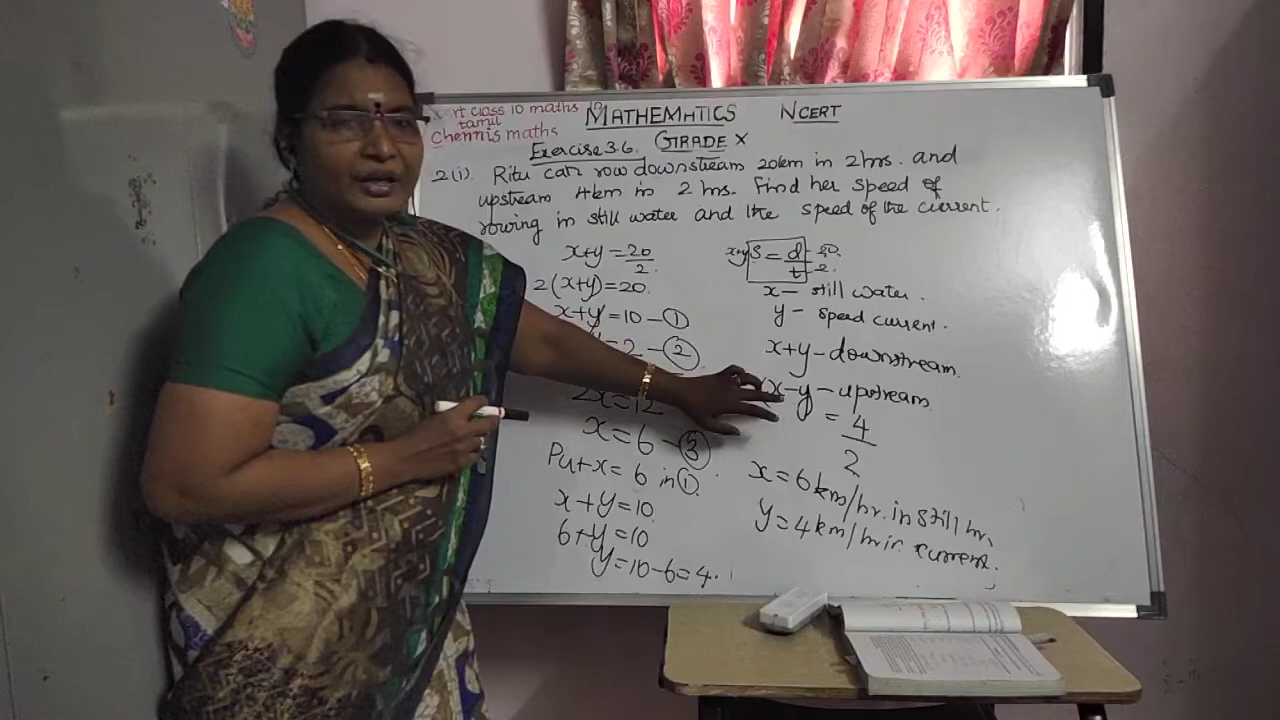 class 10 maths
tamil
Chennis maths
MATHEMATICS NCERT
GRADE X
Exercise 3.6.
2(i). Ritu can row downstream 20km in 2hrs. and
upstream 4km in 2 hrs. Find her speed of
rowing in still water and the speed of the current.
x+y = 20/2
2(x+y)=20.
x+y=10 — ①
=2 — ②
2x=12
x=6 — ③
Put x=6 in ①.
x+y=10
6+y=10
y=10-6=4.
x+y S = d/t 20/2
x — still water.
y - speed current.
x+y - downstream.
(x-y - upstream
= 4/2
x=6 km/hr. in still hr.
y=4 km/hr in current.